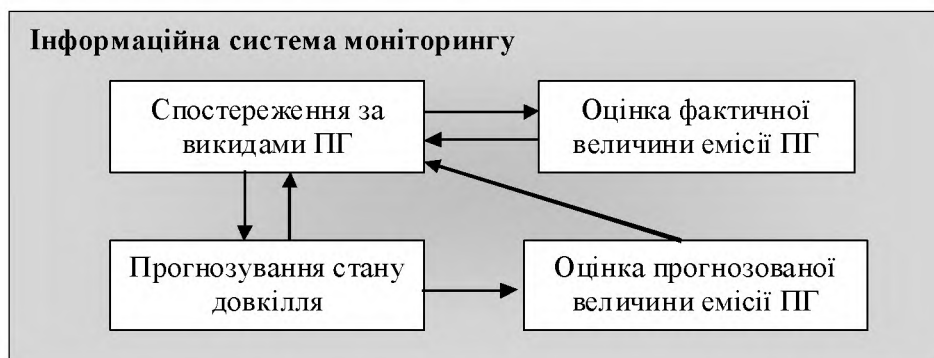 Інформаційна система моніторингу
Спостереження за
викидами ПГ
Оцінка фактичної
величини емісії ПГ
Прогнозування стану
довкілля
Оцінка прогнозованої
величини емісії ПГ